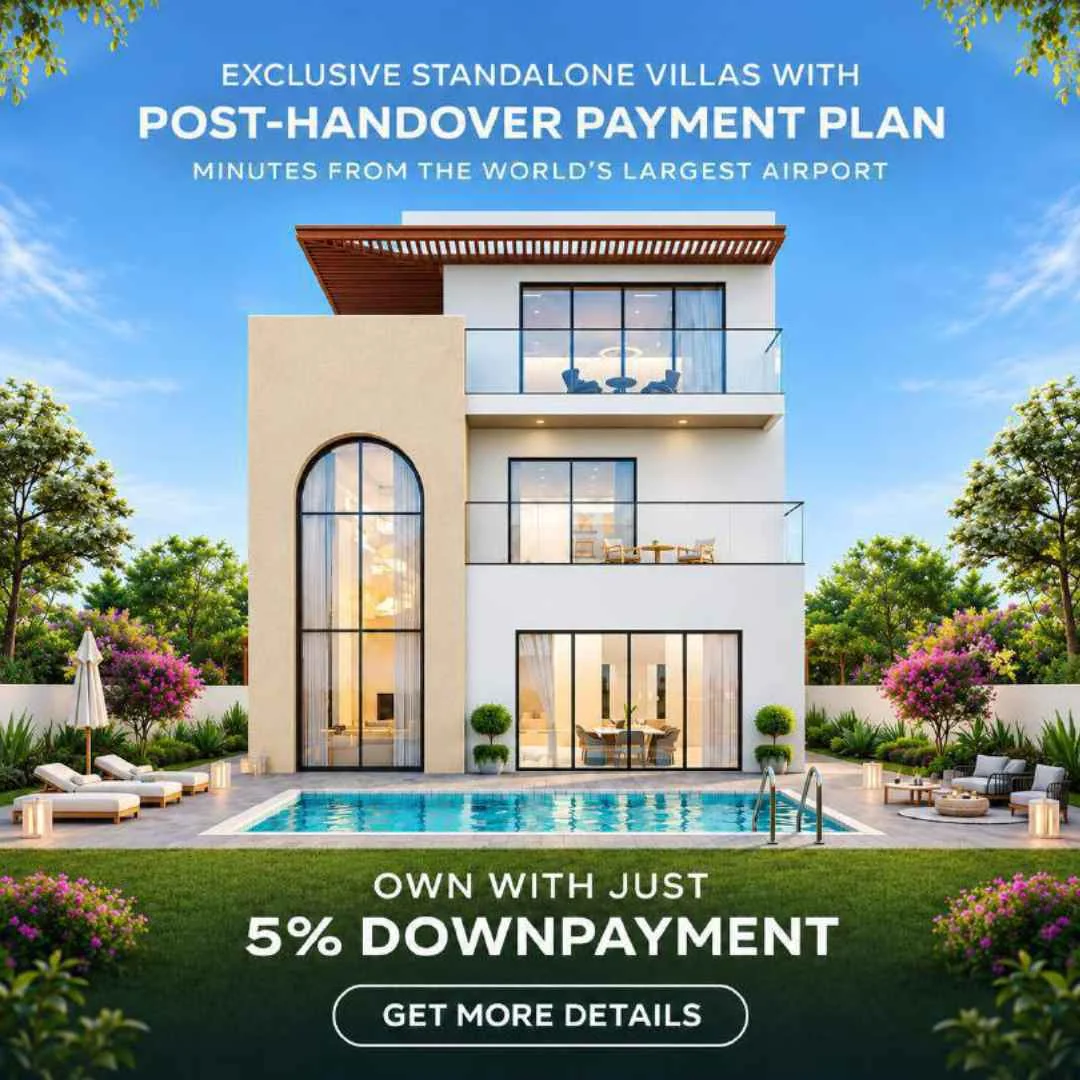 EXCLUSIVE STANDALONE VILLAS WITH
POST-HANDOVER PAYMENT PLAN
MINUTES FROM THE WORLD'S LARGEST AIRPORT
OWN WITH JUST
5% DOWNPAYMENT
GET MORE DETAILS